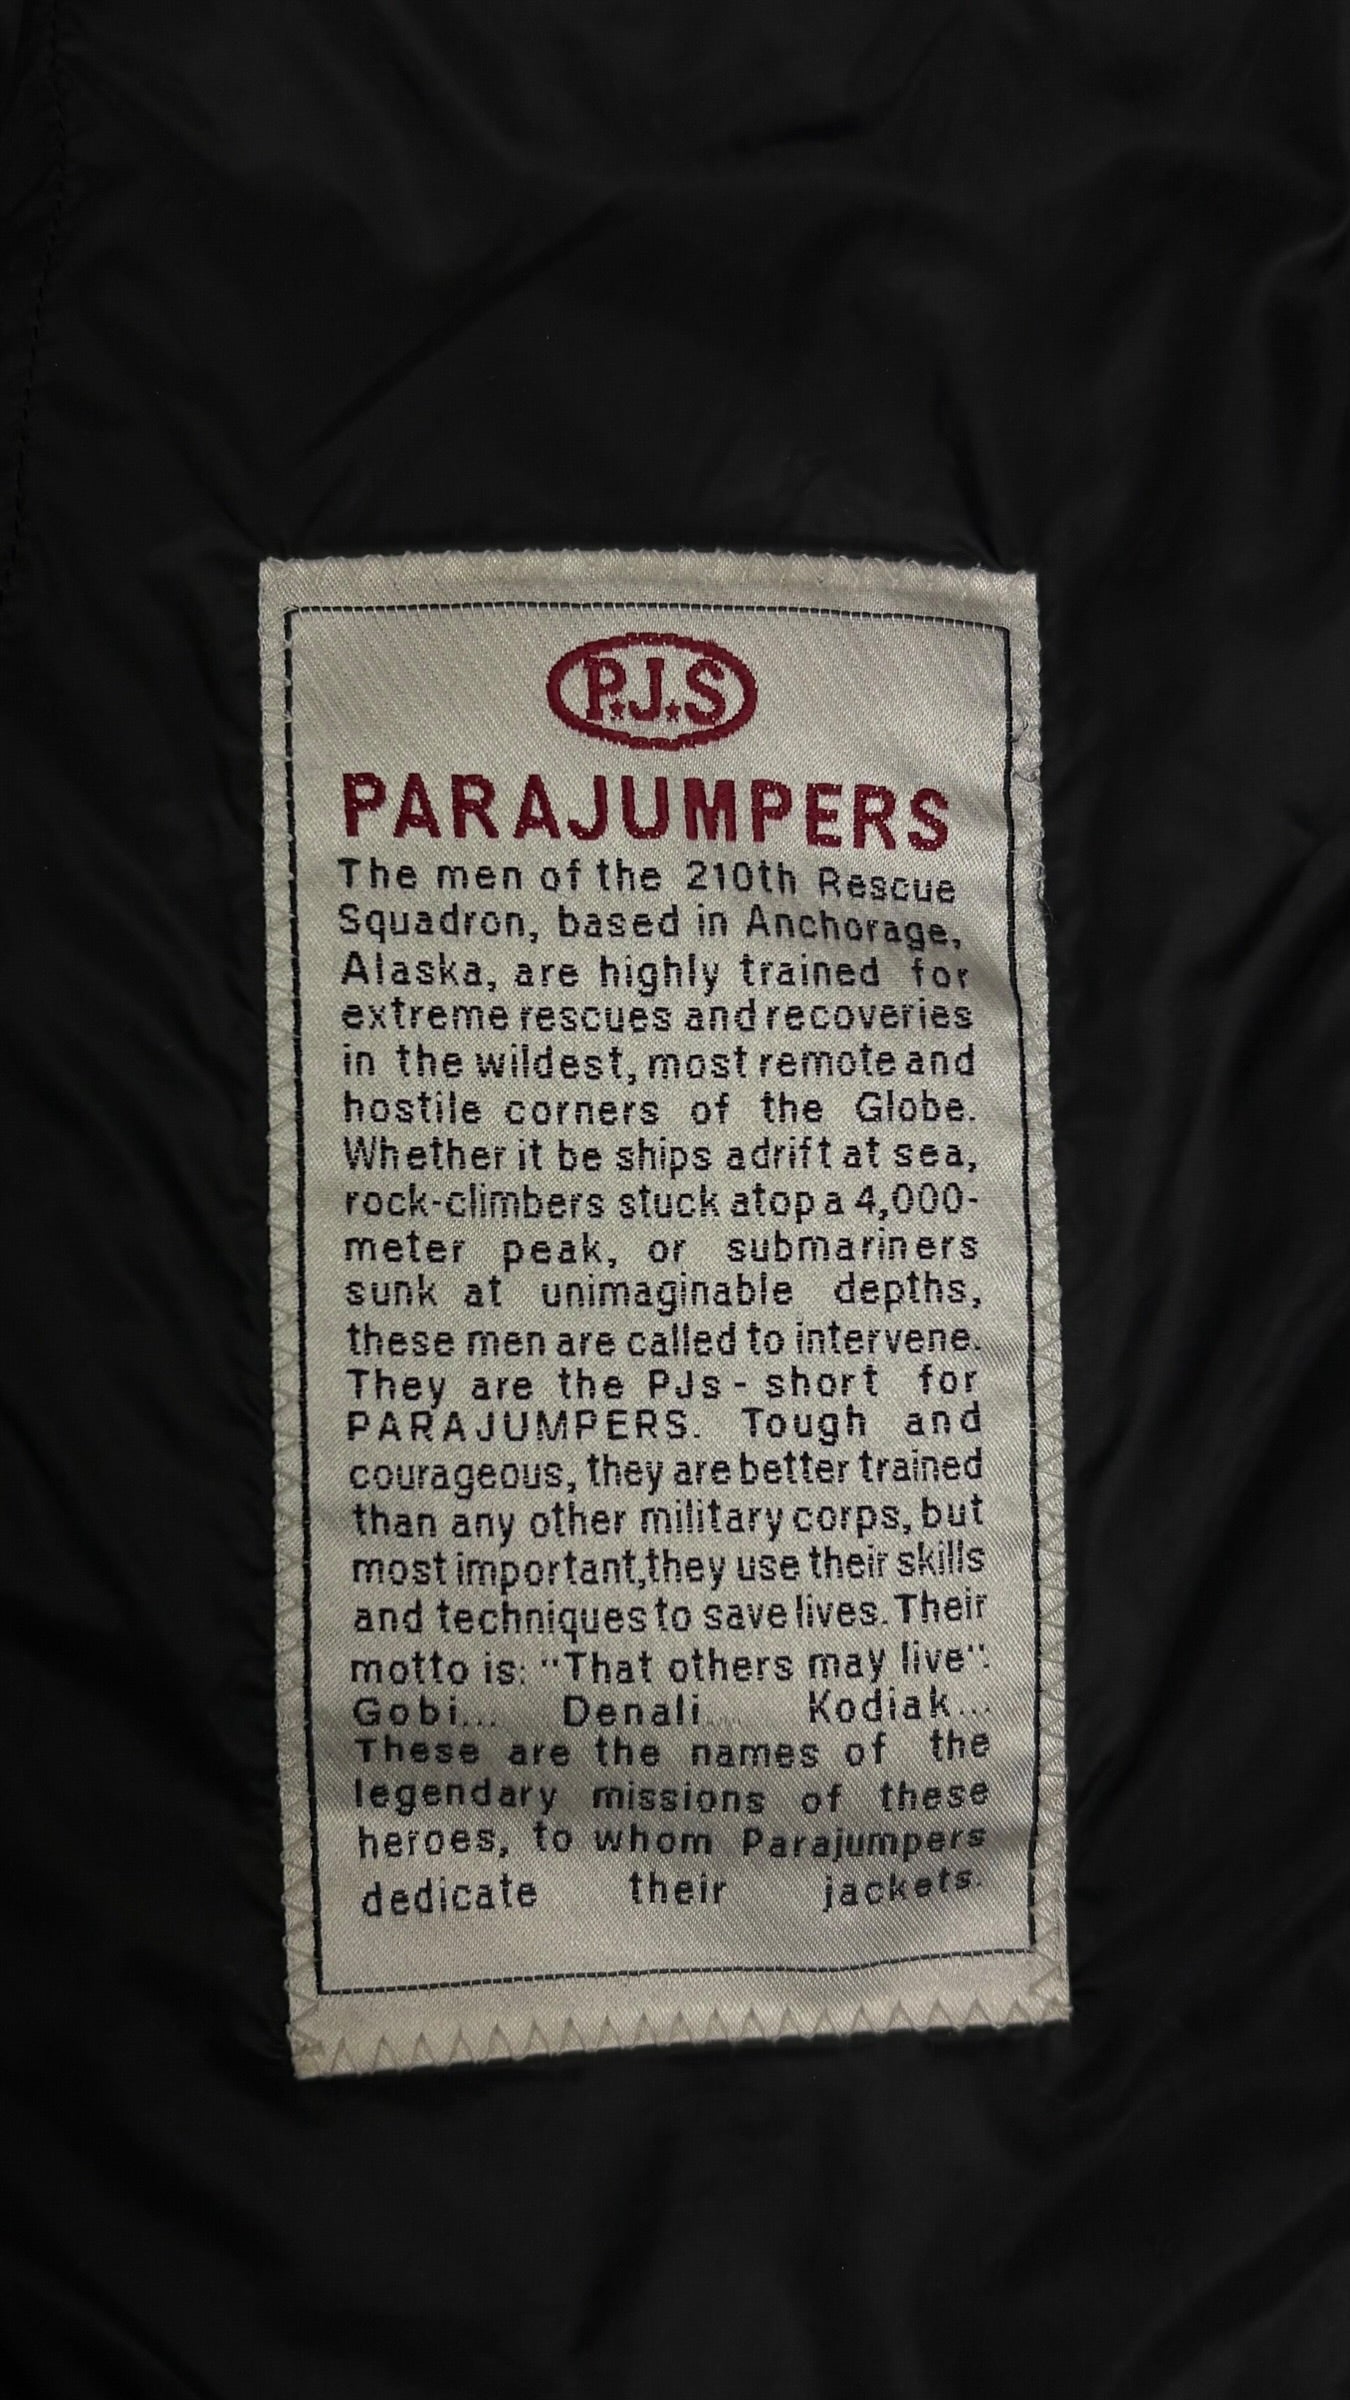 P.J.S
PARAJUMPERS
The men of the 210th Rescue
Squadron, based in Anchorage,
Alaska, are highly trained for
extreme rescues and recoveries
in the wildest, most remote and
hostile corners of the Globe.
Whether it be ships adrift at sea,
rock-climbers stuck atop a 4,000-
meter peak, or submariners
sunk at unimaginable depths,
these men are called to intervene.
They are the PJs - short for
PARAJUMPERS. Tough and
courageous, they are better trained
than any other military corps, but
most important,they use their skills
and techniques to save lives. Their
motto is: "That others may live".
Gobi... Denali... Kodiak...
These are the names of the
legendary missions of these
heroes, to whom Parajumpers
dedicate their jackets.